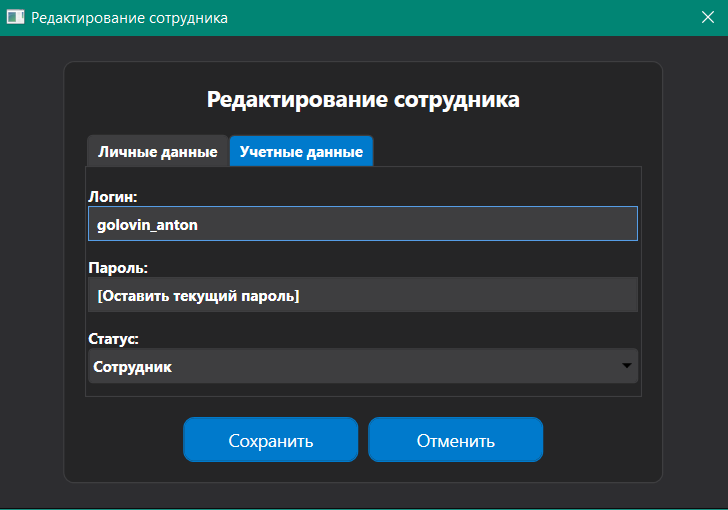 Редактирование сотрудника
Редактирование сотрудника
Личные данные Учетные данные
Логин:
golovin_anton
Пароль:
[Оставить текущий пароль]
Статус:
Сотрудник
Сохранить Отменить